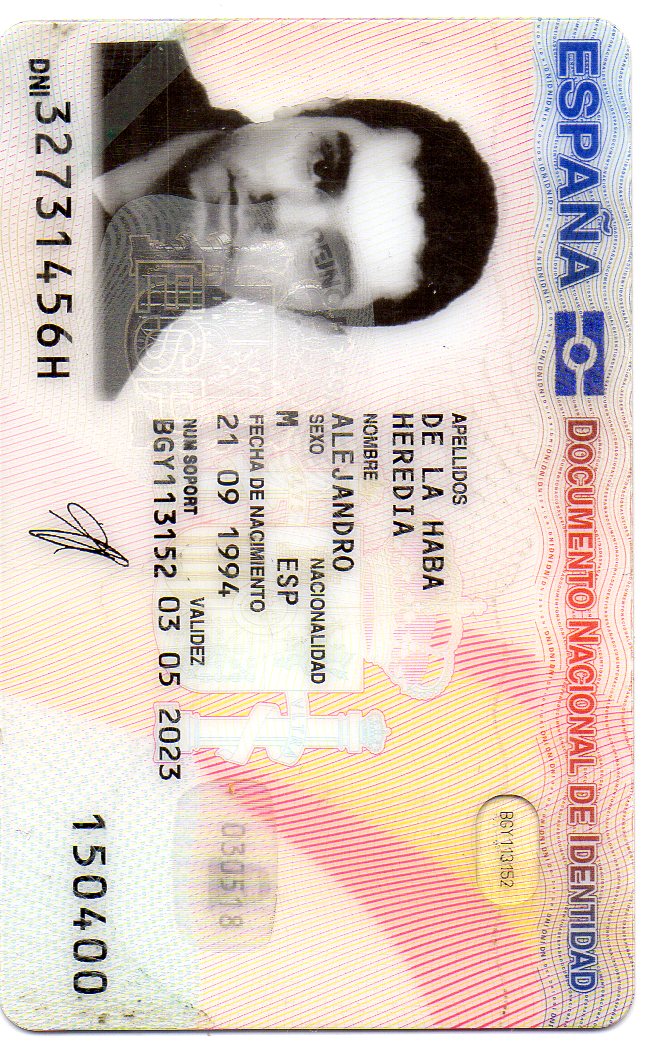 ESPAÑA DOCUMENTO NACIONAL DE IDENTIDAD
APELLIDOS
DE LA HABA
HEREDIA
NOMBRE
ALEJANDRO
SEXO NACIONALIDAD
M ESP
FECHA DE NACIMIENTO
21 09 1994
NUM SOPORT VALIDEZ
BGY113152 03 05 2023
BGY113152
030518
DNI 32731456H
150400